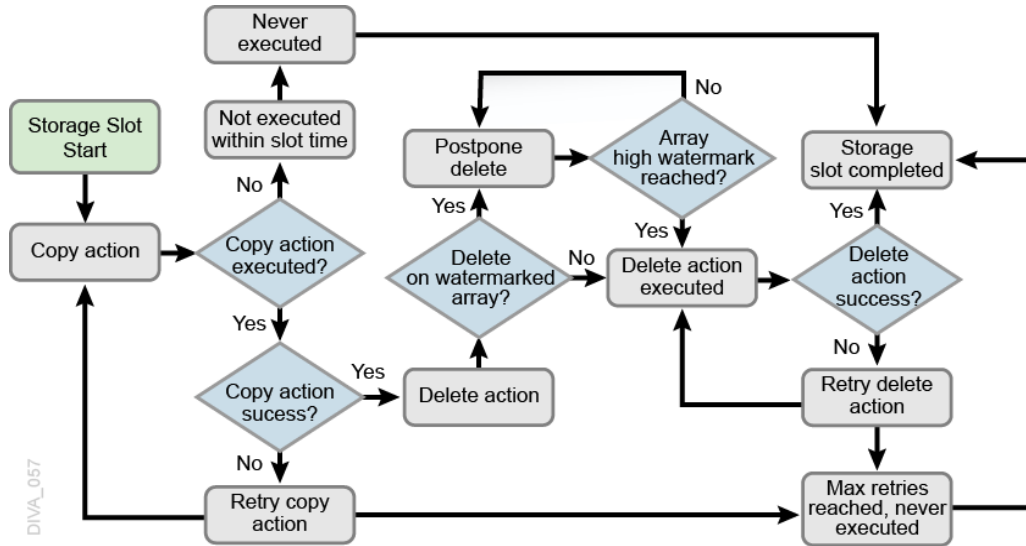 Never
executed
No
Storage Slot
Start
Not executed
within slot time
Postpone
delete
Array
high watermark
reached?
Storage
slot completed
No
Yes
Yes
Yes
Copy action
Copy action
executed?
Delete
on watermarked
array?
No
Delete action
executed
Delete
action
success?
Yes
No
Yes
Copy action
sucess?
Delete action
Retry delete
action
No
DIVA_057
Retry copy
action
Max retries
reached, never
executed